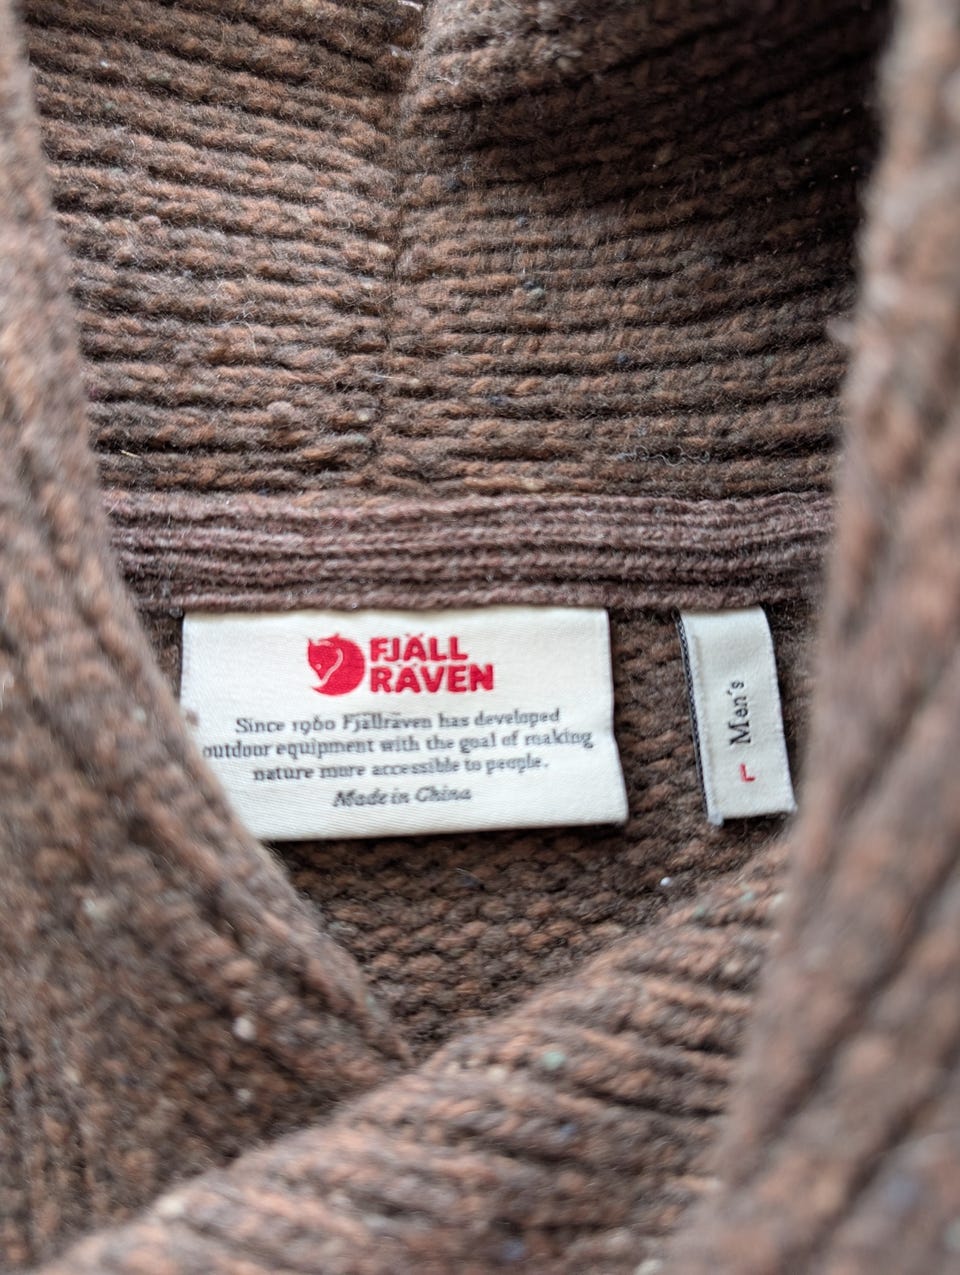 FJÄLL
RÄVEN
Since 1960 Fjällräven has developed
outdoor equipment with the goal of making
nature more accessible to people.
Made in China
Men's
L